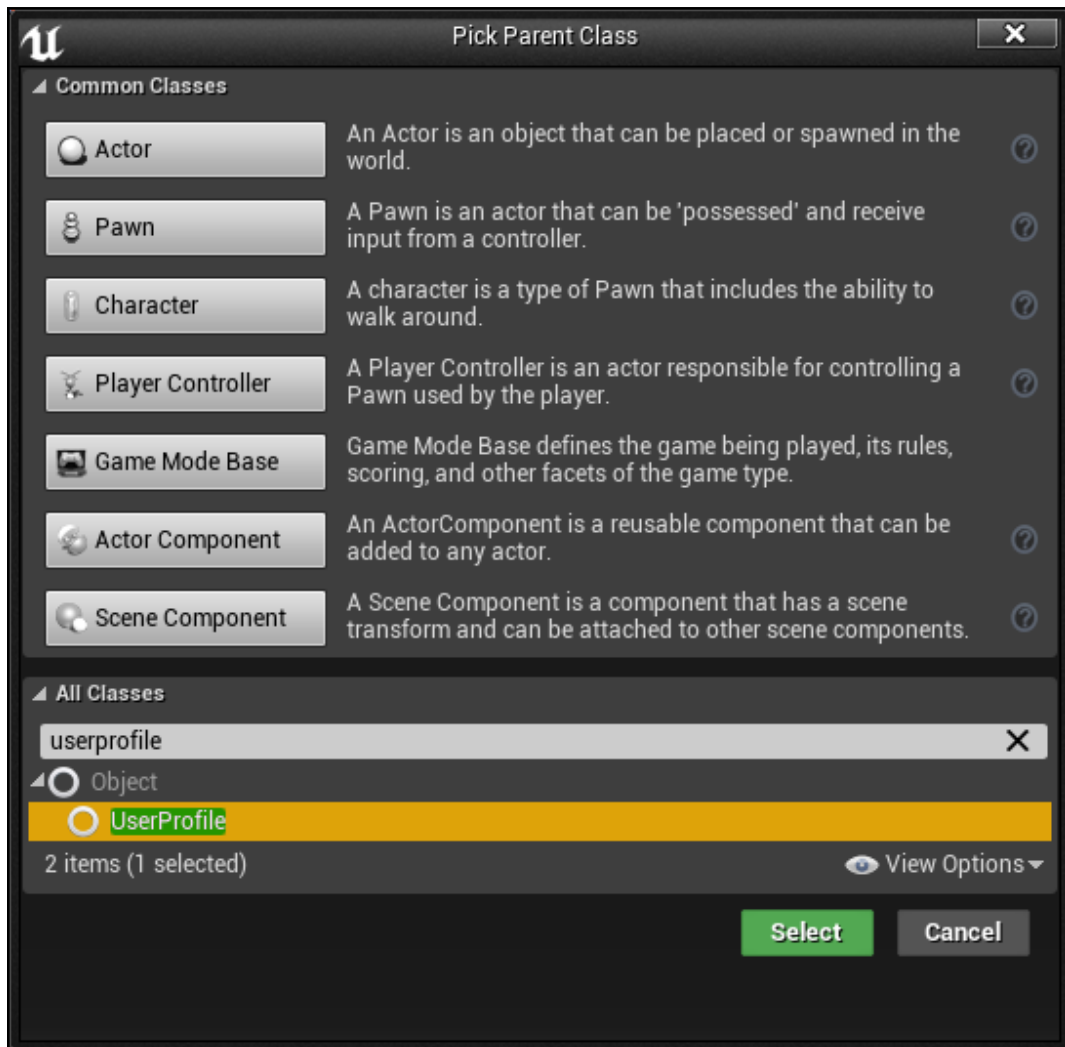 Pick Parent Class
Common Classes
Actor
An Actor is an object that can be placed or spawned in the
world.
Pawn
A Pawn is an actor that can be 'possessed' and receive
input from a controller.
Character
A character is a type of Pawn that includes the ability to
walk around.
Player Controller
A Player Controller is an actor responsible for controlling a
Pawn used by the player.
Game Mode Base
Game Mode Base defines the game being played, its rules,
scoring, and other facets of the game type.
Actor Component
An ActorComponent is a reusable component that can be
added to any actor.
Scene Component
A Scene Component is a component that has a scene
transform and can be attached to other scene components.
All Classes
userprofile
Object
UserProfile
2 items (1 selected)
View Options
Select
Cancel